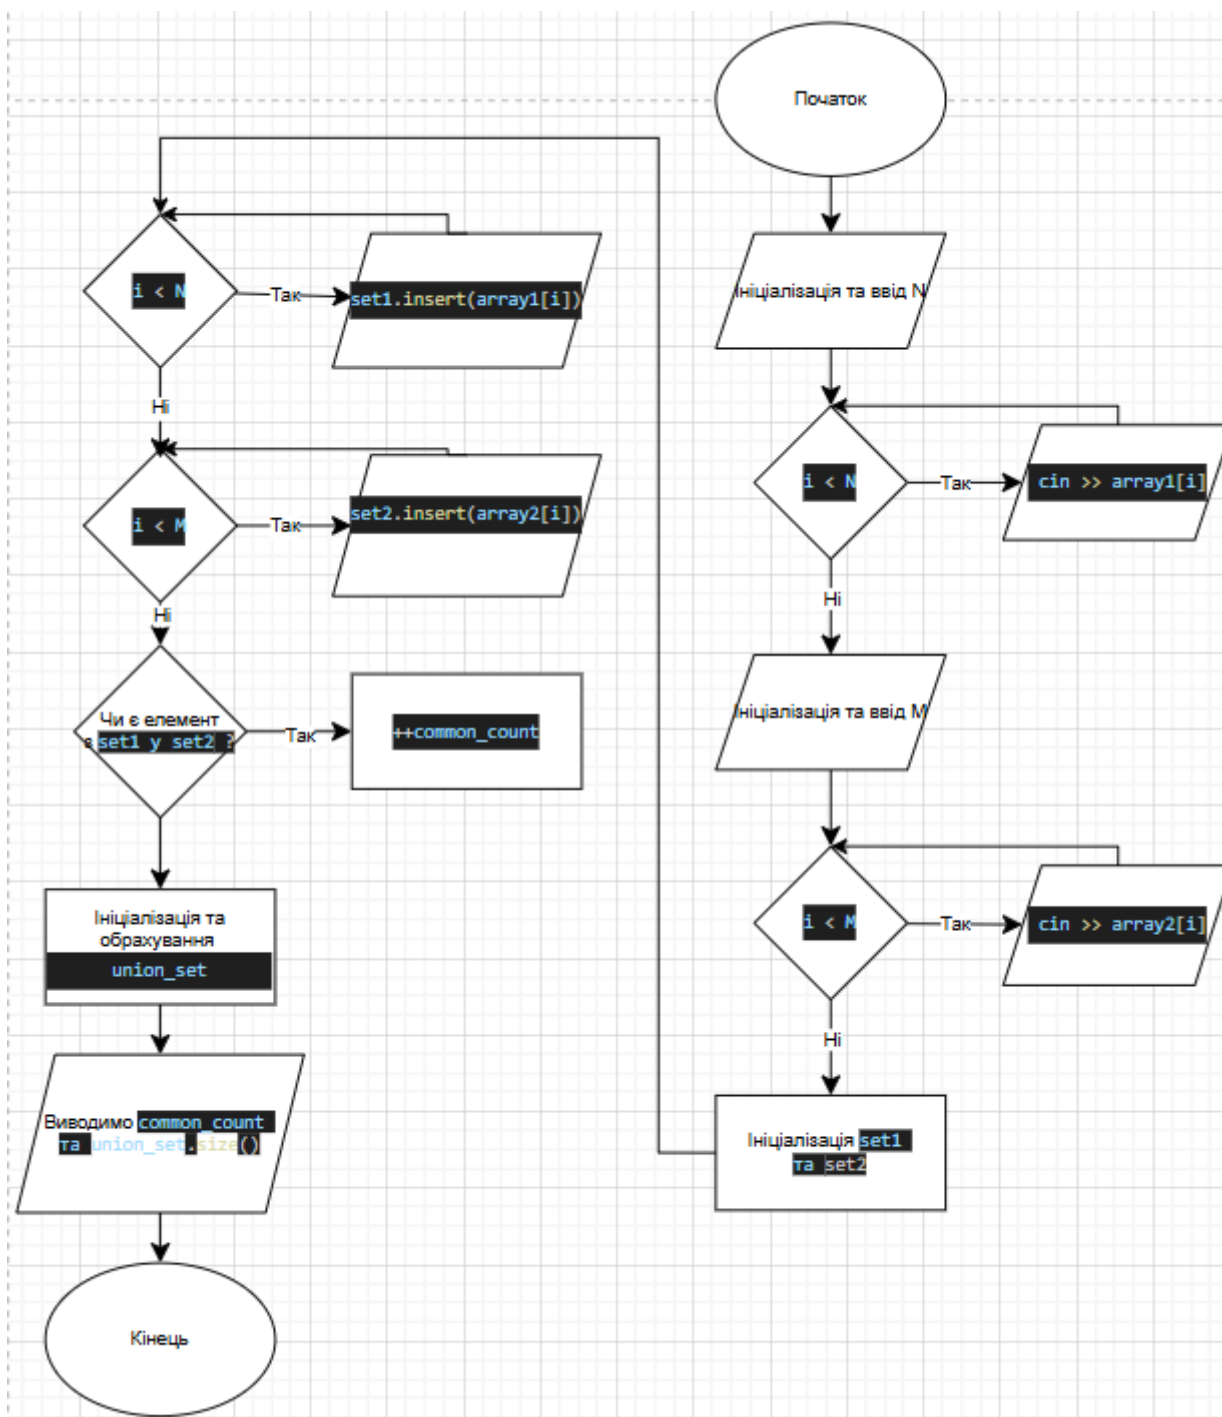 Початок
Ініціалізація та ввід N
i < N
Так
cin >> array1[i]
Ні
Ініціалізація та ввід M
i < M
Так
cin >> array2[i]
Ні
Ініціалізація set1
та set2
i < N
Так
set1.insert(array1[i])
Ні
i < M
Так
set2.insert(array2[i])
Ні
Чи є елемент
з set1 у set2 ?
Так
++common_count
Ініціалізація та
обрахування
union_set
Виводимо common_count
та union_set.size()
Кінець